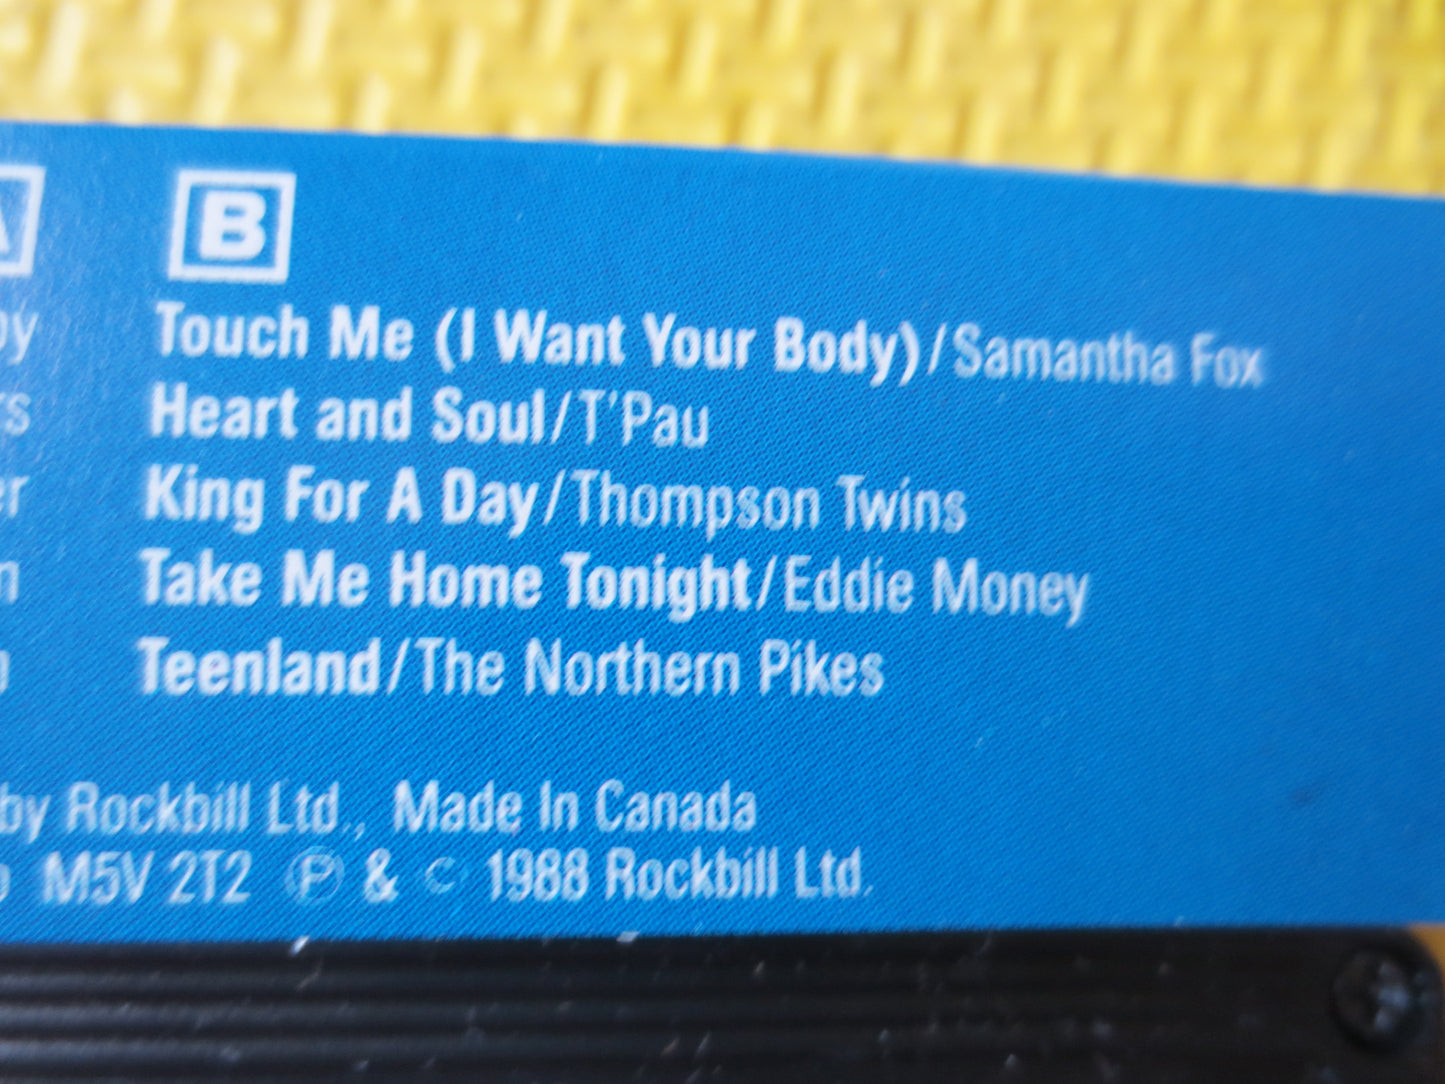 A B
Touch Me (I Want Your Body)/Samantha Fox
Heart and Soul/T'Pau
King For A Day/Thompson Twins
Take Me Home Tonight/Eddie Money
Teenland/The Northern Pikes
by Rockbill Ltd., Made In Canada
M5V 2T2 Ⓟ & © 1988 Rockbill Ltd.